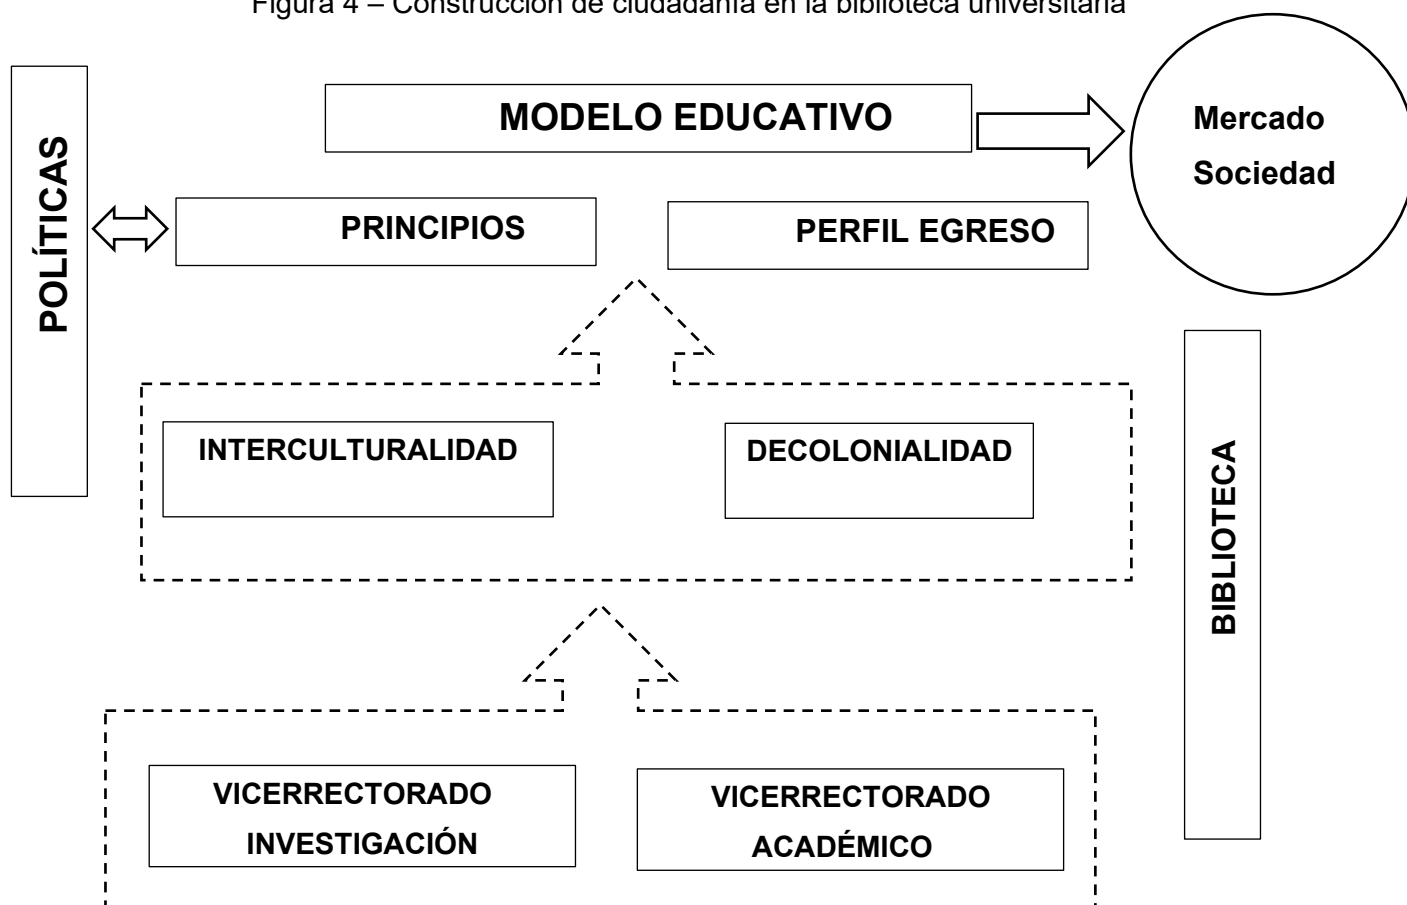 Figura 4 – Construcción de ciudadanía en la biblioteca universitaria
MODELO EDUCATIVO
Mercado
Sociedad
POLÍTICAS
PRINCIPIOS
PERFIL EGRESO
INTERCULTURALIDAD
DECOLONIALIDAD
BIBLIOTECA
VICERRECTORADO
INVESTIGACIÓN
VICERRECTORADO
ACADÉMICO